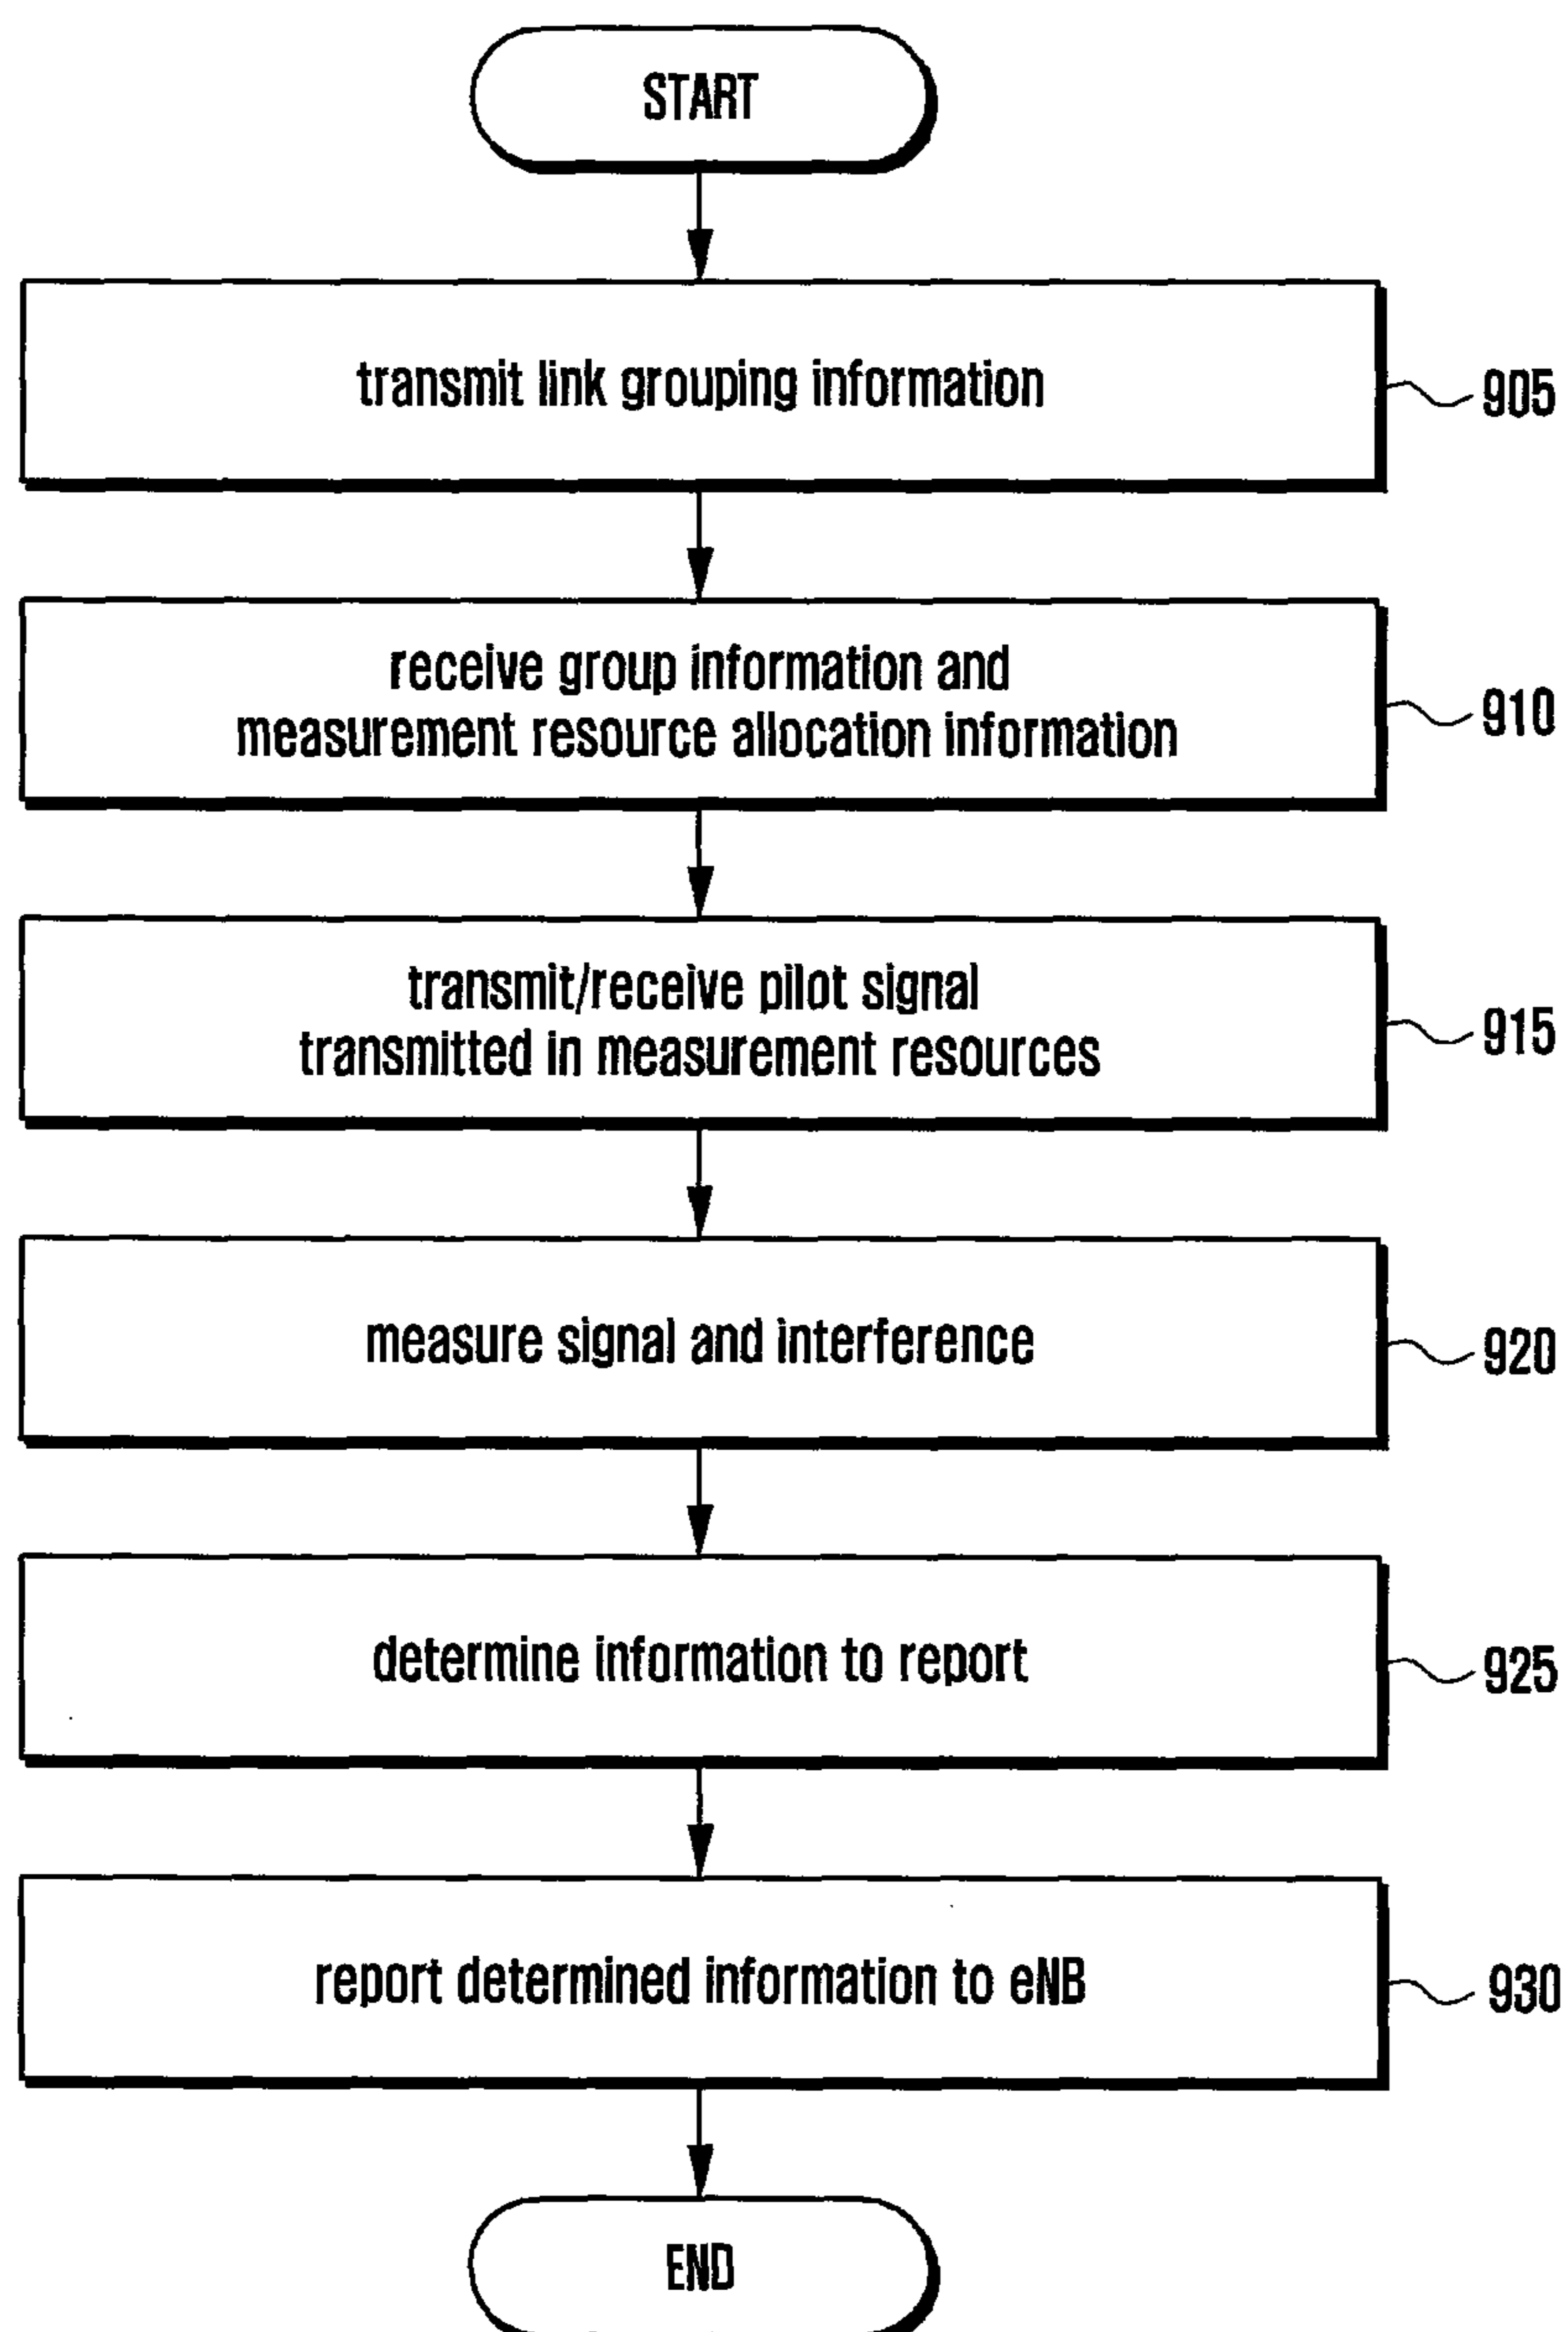 START
transmit link grouping information
905
receive group information and
measurement resource allocation information
910
transmit/receive pilot signal
transmitted in measurement resources
915
measure signal and interference
920
determine information to report
925
report determined information to eNB
930
END